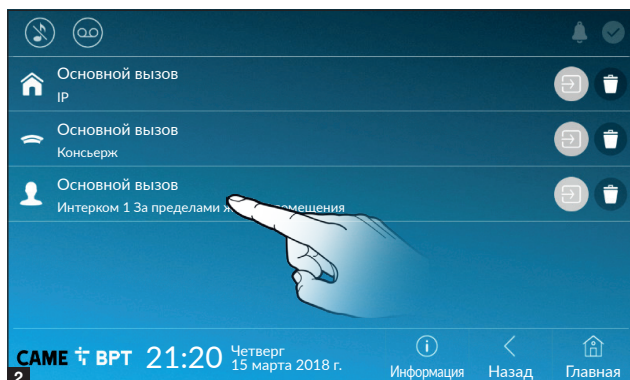 Основной вызов
IP
Основной вызов
Консьерж
Основной вызов
Интерком 1 За пределами ж помещения
CAME BPT 21:20 Четверг
15 марта 2018 г.
Информация Назад Главная
2